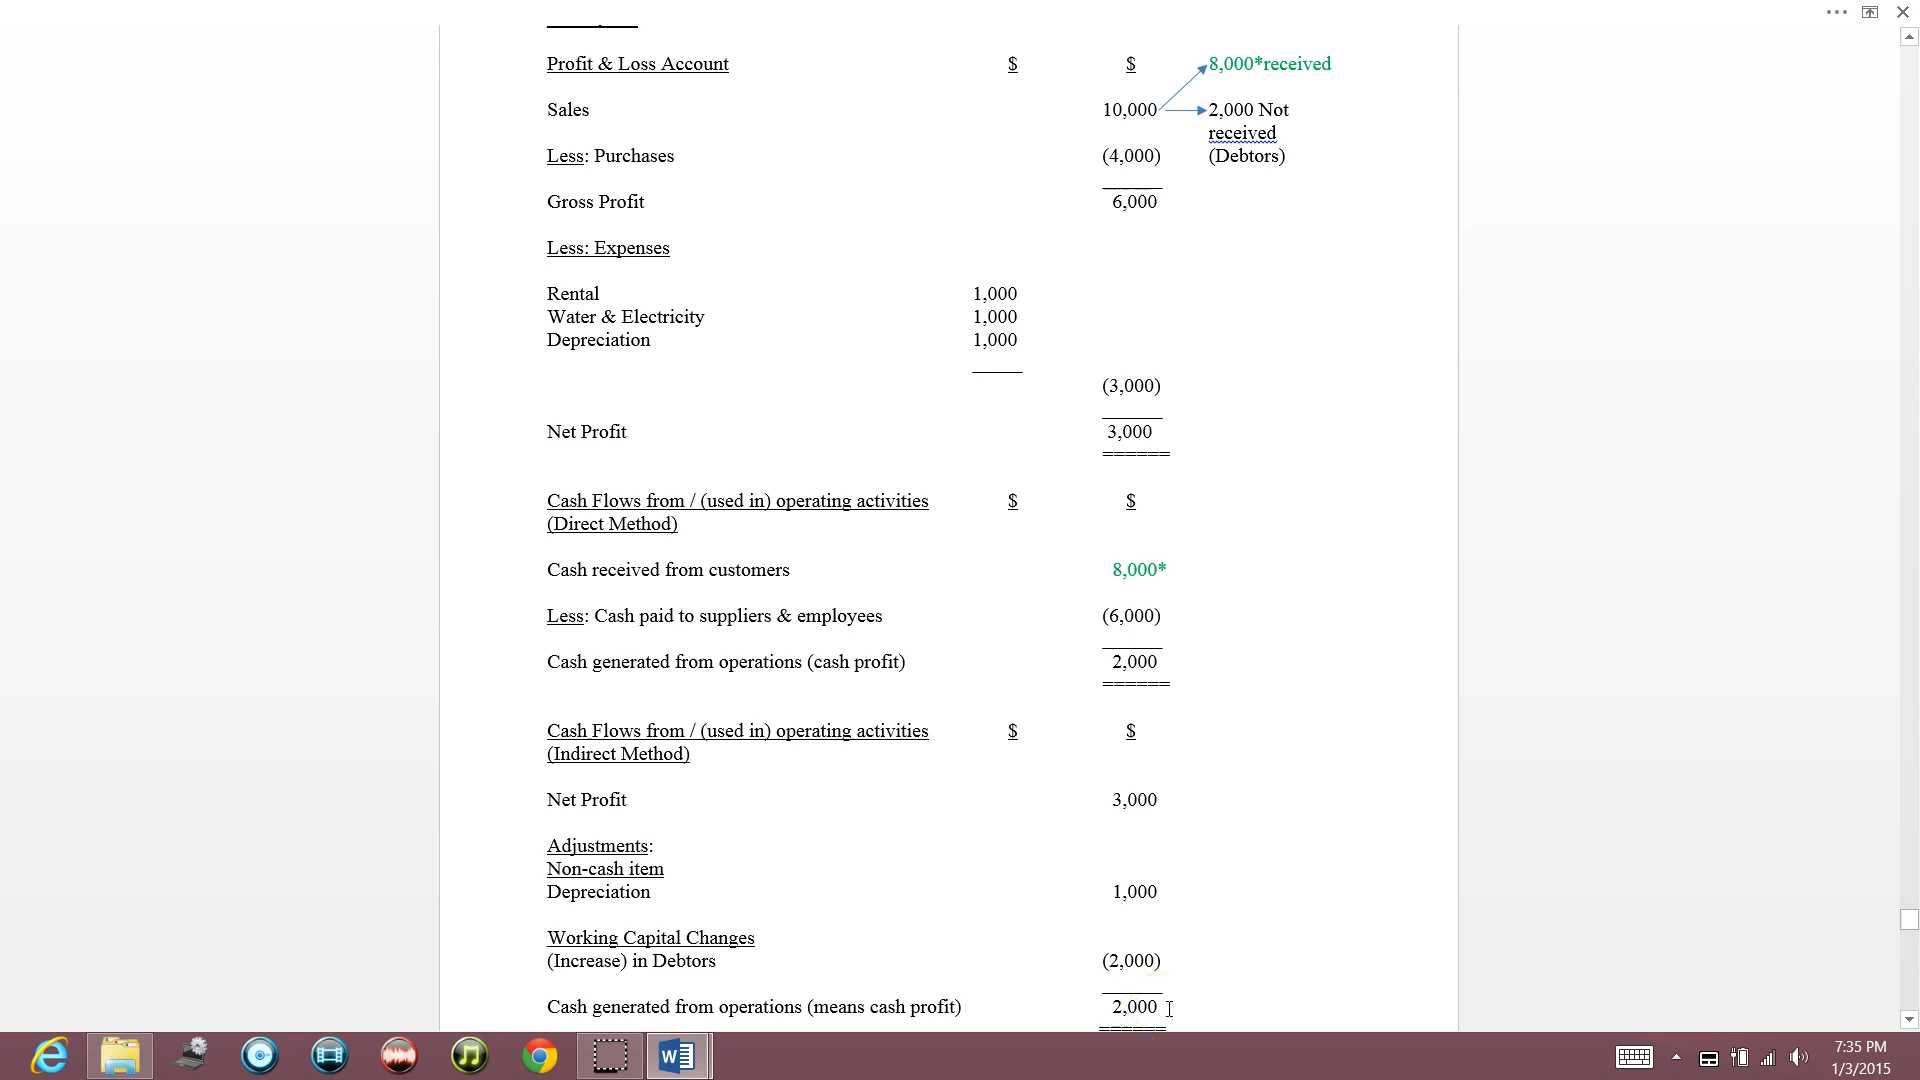 Profit & Loss Account $ $ 8,000*received
Sales 10,000 2,000 Not
received
Less: Purchases (4,000) (Debtors)
Gross Profit 6,000
Less: Expenses
Rental 1,000
Water & Electricity 1,000
Depreciation 1,000
(3,000)
Net Profit 3,000
======
Cash Flows from / (used in) operating activities $ $
(Direct Method)
Cash received from customers 8,000*
Less: Cash paid to suppliers & employees (6,000)
Cash generated from operations (cash profit) 2,000
======
Cash Flows from / (used in) operating activities $ $
(Indirect Method)
Net Profit 3,000
Adjustments:
Non-cash item
Depreciation 1,000
Working Capital Changes
(Increase) in Debtors (2,000)
Cash generated from operations (means cash profit) 2,000
======
7:35 PM
1/3/2015